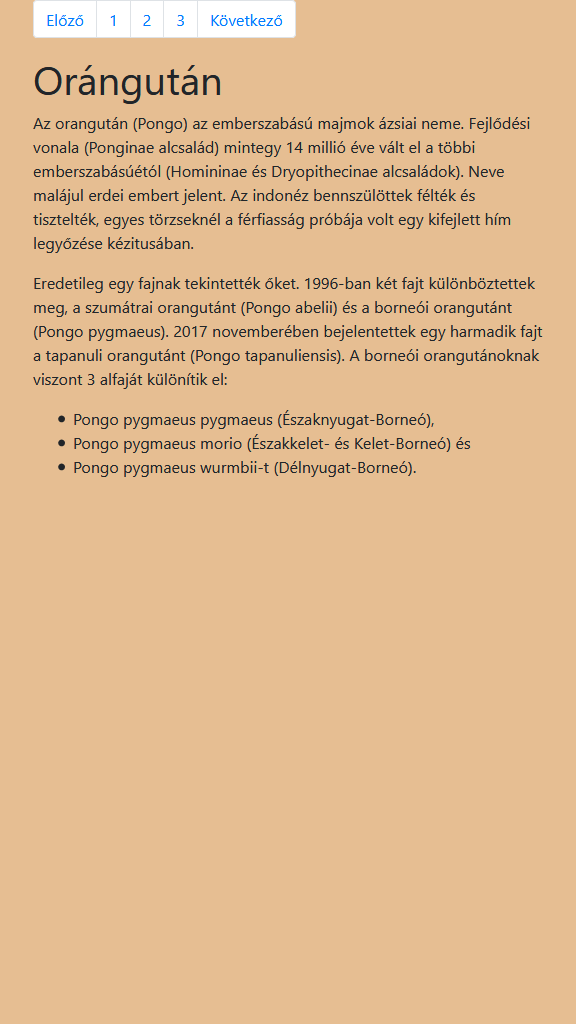 Előző 1 2 3 Következő
Orángután
Az orangután (Pongo) az emberszabású majmok ázsiai neme. Fejlődési
vonala (Ponginae alcsalád) mintegy 14 millió éve vált el a többi
emberszabásúétól (Homininae és Dryopithecinae alcsaládok). Neve
malájul erdei embert jelent. Az indonéz bennszülöttek félték és
tisztelték, egyes törzseknél a férfiasság próbája volt egy kifejlett hím
legyőzése kézitusában.
Eredetileg egy fajnak tekintették őket. 1996-ban két fajt különböztettek
meg, a szumátrai orangutánt (Pongo abelii) és a borneói orangutánt
(Pongo pygmaeus). 2017 novemberében bejelentettek egy harmadik fajt
a tapanuli orangutánt (Pongo tapanuliensis). A borneói orangutánoknak
viszont 3 alfaját különítik el:
• Pongo pygmaeus pygmaeus (Északnyugat-Borneó),
• Pongo pygmaeus morio (Északkelet- és Kelet-Borneó) és
• Pongo pygmaeus wurmbii-t (Délnyugat-Borneó).